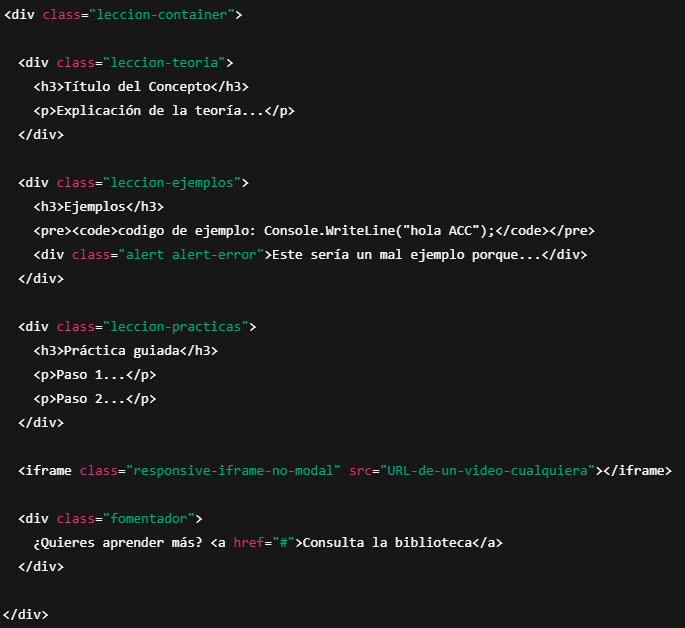 <div class="leccion-container">
<div class="leccion-teoria">
<h3>Título del Concepto</h3>
<p>Explicación de la teoría...</p>
</div>
<div class="leccion-ejemplos">
<h3>Ejemplos</h3>
<pre><code>codigo de ejemplo: Console.WriteLine("hola ACC");</code></pre>
<div class="alert alert-error">Este sería un mal ejemplo porque...</div>
</div>
<div class="leccion-practicas">
<h3>Práctica guiada</h3>
<p>Paso 1...</p>
<p>Paso 2...</p>
</div>
<iframe class="responsive-iframe-no-modal" src="URL-de-un-video-cualquiera"></iframe>
<div class="fomentador">
¿Quieres aprender más? <a href="#">Consulta la biblioteca</a>
</div>
</div>